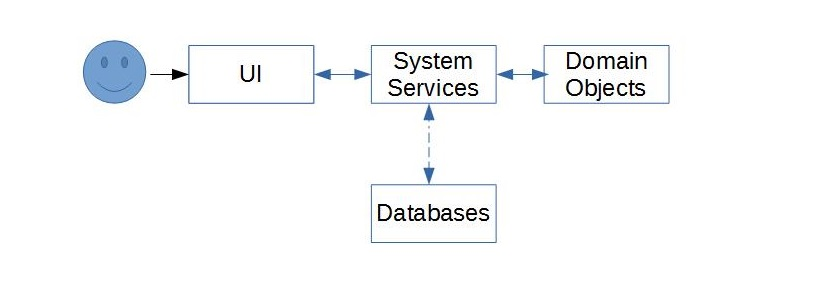 UI
System
Services
Domain
Objects
Databases